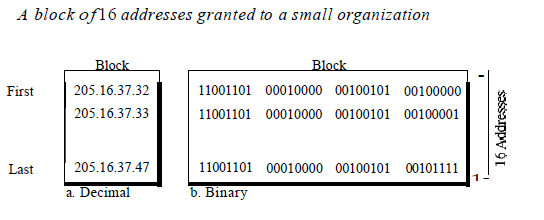 A block of 16 addresses granted to a small organization
Block Block
First 205.16.37.32 11001101 00010000 00100101 00100000
205.16.37.33 11001101 00010000 00100101 00100001
Last 205.16.37.47 11001101 00010000 00100101 00101111
16 Addresses
a. Decimal b. Binary